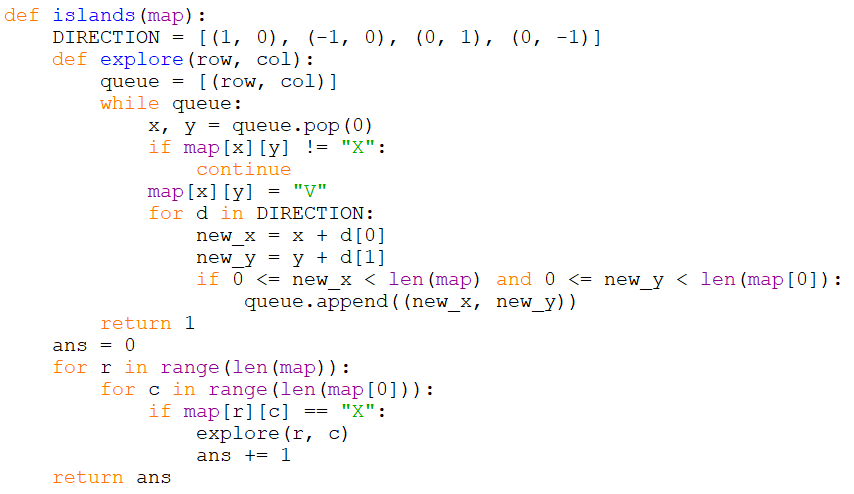 def islands(map):
    DIRECTION = [(1, 0), (-1, 0), (0, 1), (0, -1)]
    def explore(row, col):
        queue = [(row, col)]
        while queue:
            x, y = queue.pop(0)
            if map[x][y] != "X":
                continue
            map[x][y] = "V"
            for d in DIRECTION:
                new_x = x + d[0]
                new_y = y + d[1]
                if 0 <= new_x < len(map) and 0 <= new_y < len(map[0]):
                    queue.append((new_x, new_y))
        return 1
    ans = 0
    for r in range(len(map)):
        for c in range(len(map[0])):
            if map[r][c] == "X":
                explore(r, c)
                ans += 1
    return ans